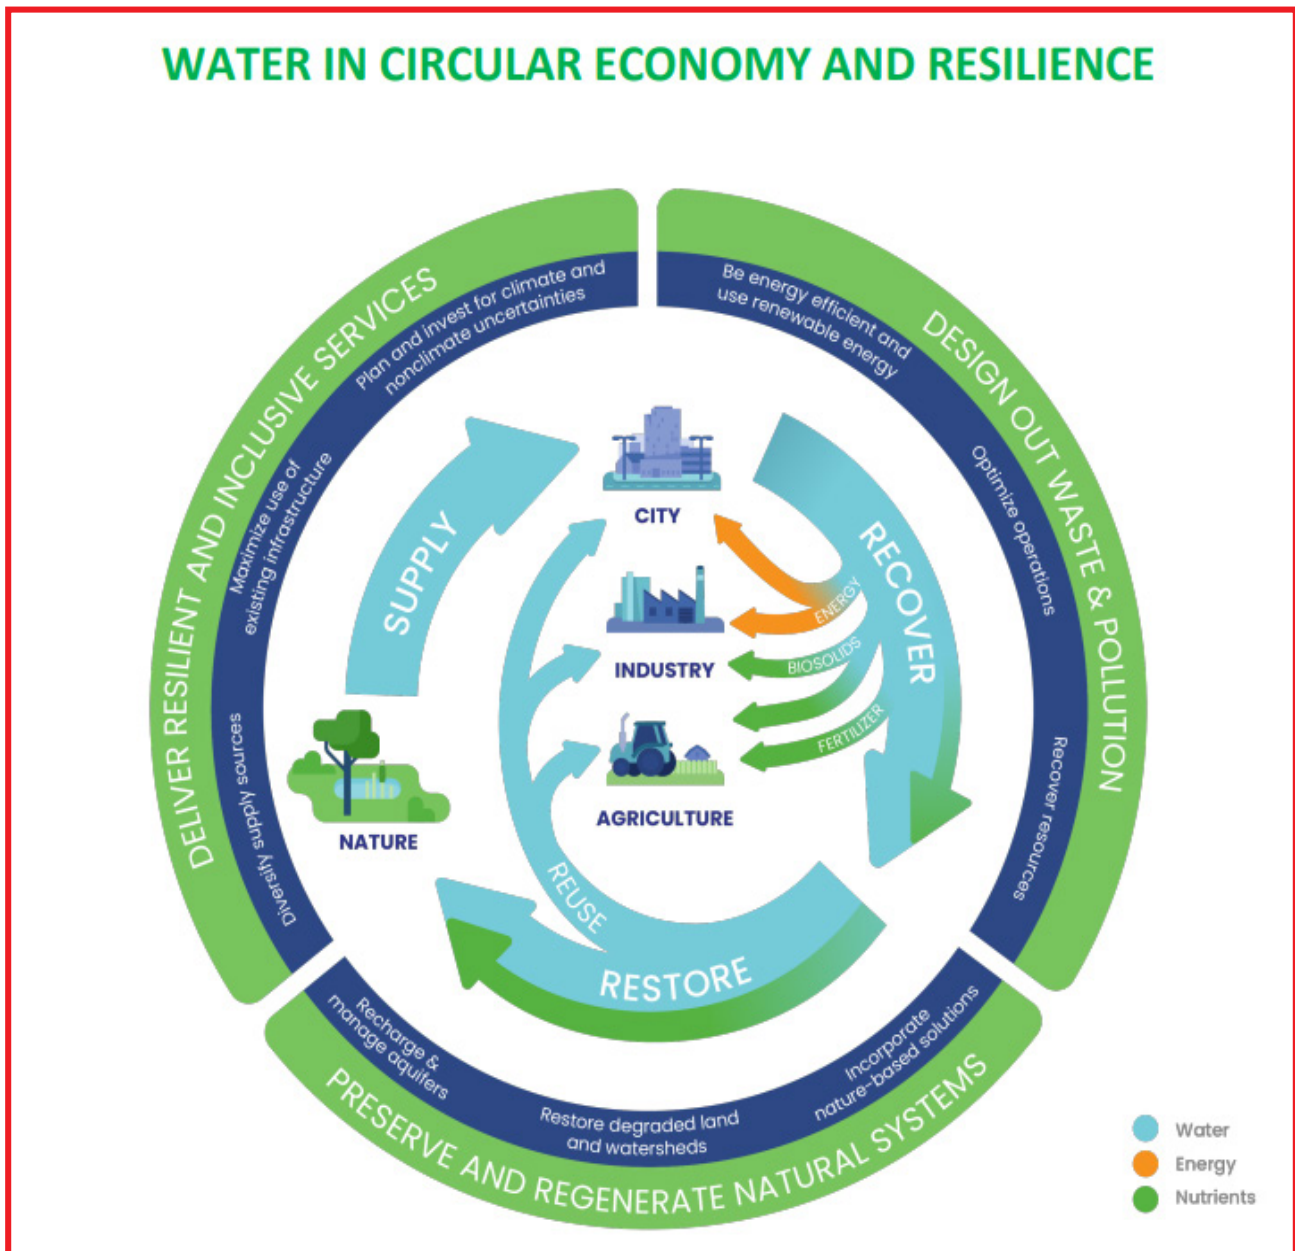 WATER IN CIRCULAR ECONOMY AND RESILIENCE
DELIVER RESILIENT AND INCLUSIVE SERVICES
Plan and invest for climate and
nonclimate uncertainties
Maximize use of
existing infrastructure
Diversify supply sources
DESIGN OUT WASTE & POLLUTION
Be energy efficient and
use renewable energy
Optimize operations
Recover resources
PRESERVE AND REGENERATE NATURAL SYSTEMS
Recharge &
manage aquifers
Restore degraded land
and watersheds
Incorporate
nature-based solutions
SUPPLY
CITY
RECOVER
ENERGY
INDUSTRY
BIOSOLIDS
FERTILIZER
AGRICULTURE
NATURE
REUSE
RESTORE
Water
Energy
Nutrients